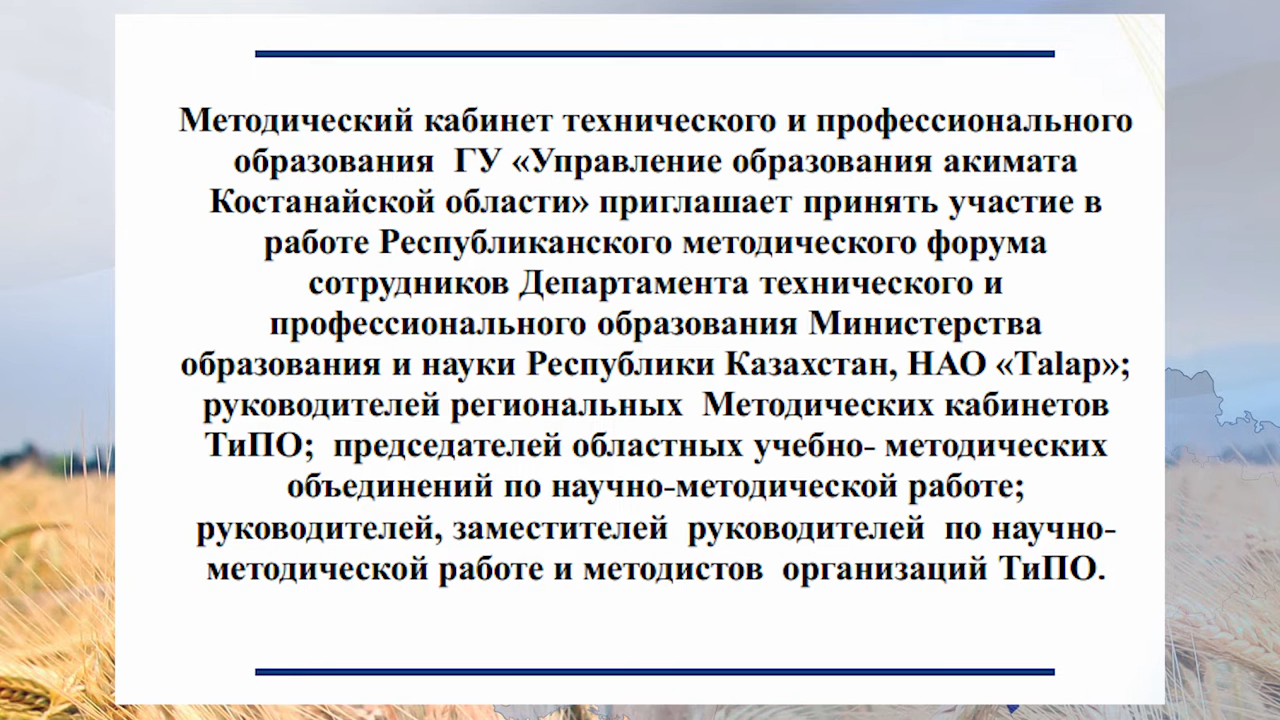 Методический кабинет технического и профессионального
образования ГУ «Управление образования акимата
Костанайской области» приглашает принять участие в
работе Республиканского методического форума
сотрудников Департамента технического и
профессионального образования Министерства
образования и науки Республики Казахстан, НАО «Talap»;
руководителей региональных Методических кабинетов
ТиПО; председателей областных учебно- методических
объединений по научно-методической работе;
руководителей, заместителей руководителей по научно-
методической работе и методистов организаций ТиПО.